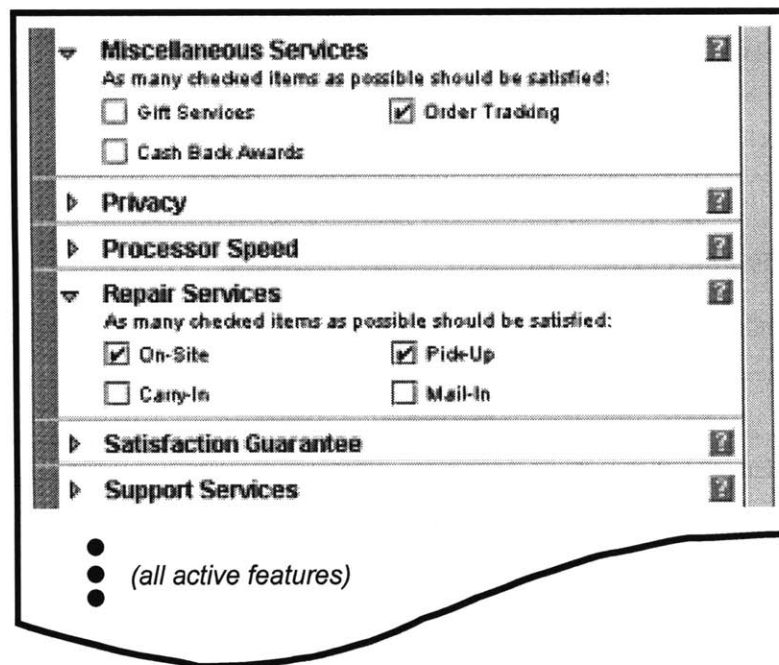 Miscellaneous Services ?
As many checked items as possible should be satisfied:
Gift Services Order Tracking
Cash Back Awards
Privacy ?
Processor Speed ?
Repair Services ?
As many checked items as possible should be satisfied:
On-Site Pick-Up
Carry-In Mail-In
Satisfaction Guarantee ?
Support Services ?
(all active features)